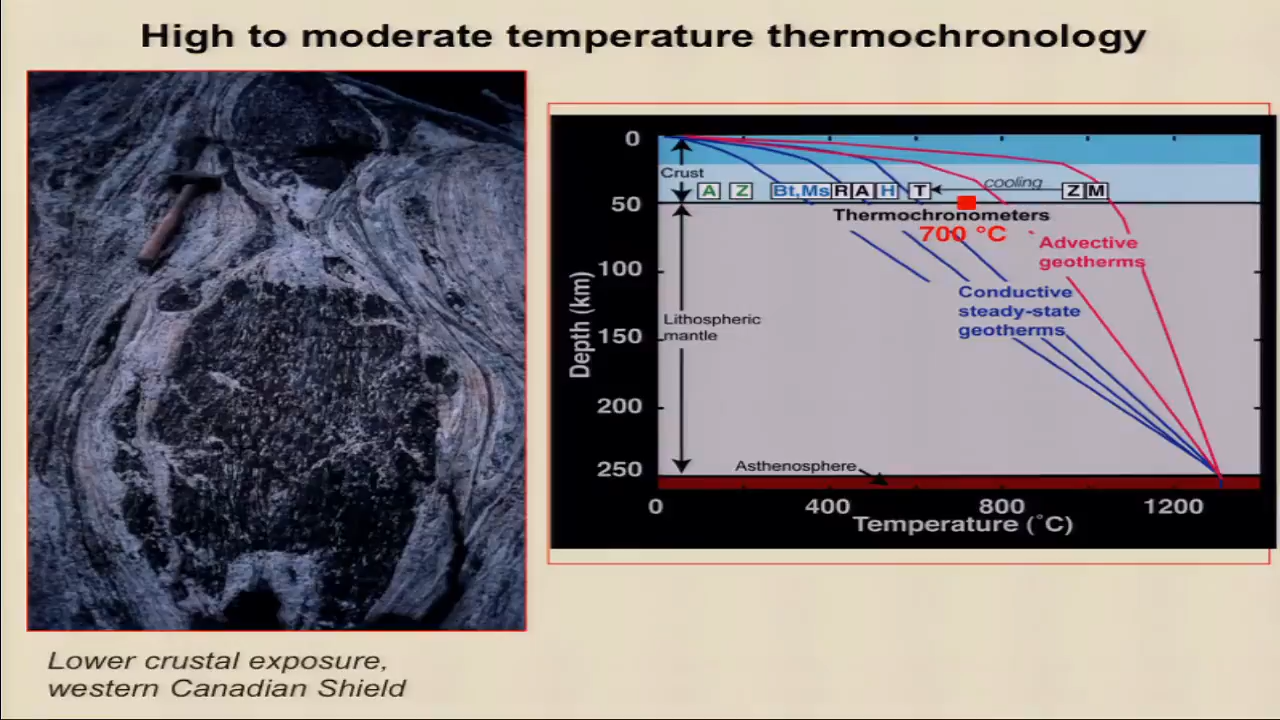 High to moderate temperature thermochronology
0
50
100
150
200
250
Depth (km)
Crust
A Z Bt,Ms R A H T cooling Z M
Thermochronometers
700 °C
Advective
geotherms
Conductive
steady-state
geotherms
Lithospheric
mantle
Asthenosphere
0 400 800 1200
Temperature (°C)
Lower crustal exposure,
western Canadian Shield